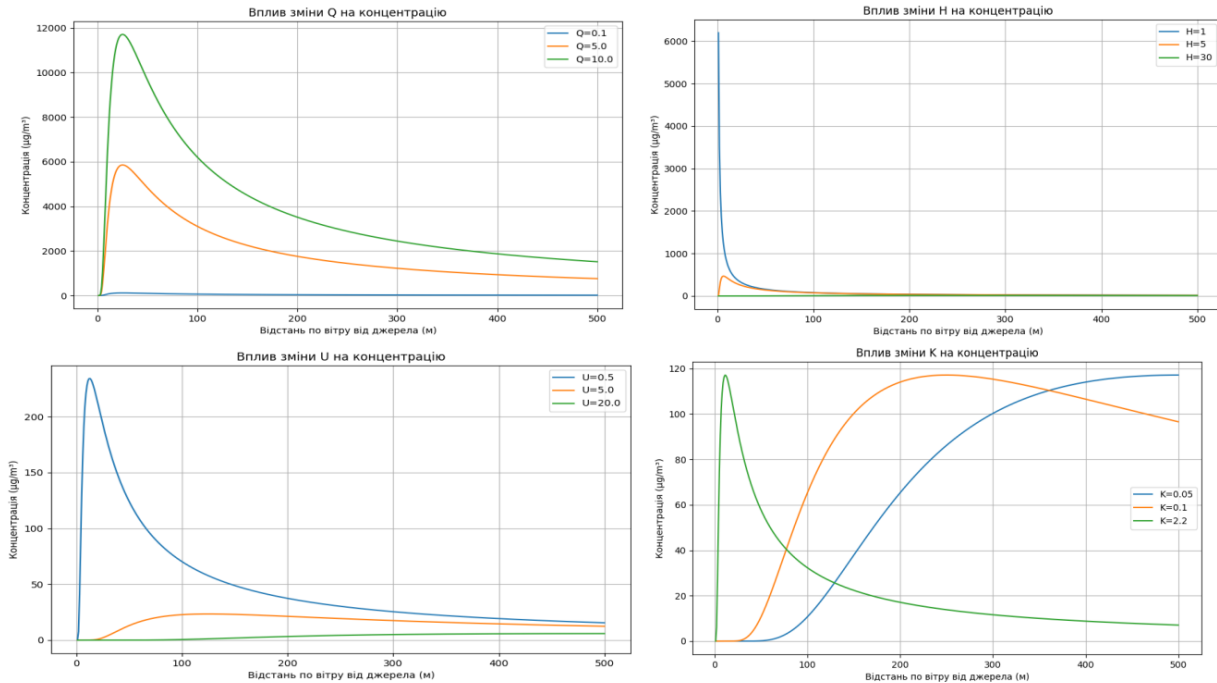 Вплив зміни Q на концентрацію
12000
10000
8000
6000
4000
2000
0
Концентрація (μg/m³)
Q=0.1
Q=5.0
Q=10.0
0 100 200 300 400 500
Відстань по вітру від джерела (м)
Вплив зміни H на концентрацію
6000
5000
4000
3000
2000
1000
0
Концентрація (μg/m³)
H=1
H=5
H=30
0 100 200 300 400 500
Відстань по вітру від джерела (м)
Вплив зміни U на концентрацію
200
150
100
50
0
Концентрація (μg/m³)
U=0.5
U=5.0
U=20.0
0 100 200 300 400 500
Відстань по вітру від джерела (м)
Вплив зміни K на концентрацію
120
100
80
60
40
20
0
Концентрація (μg/m³)
K=0.05
K=0.1
K=2.2
0 100 200 300 400 500
Відстань по вітру від джерела (м)